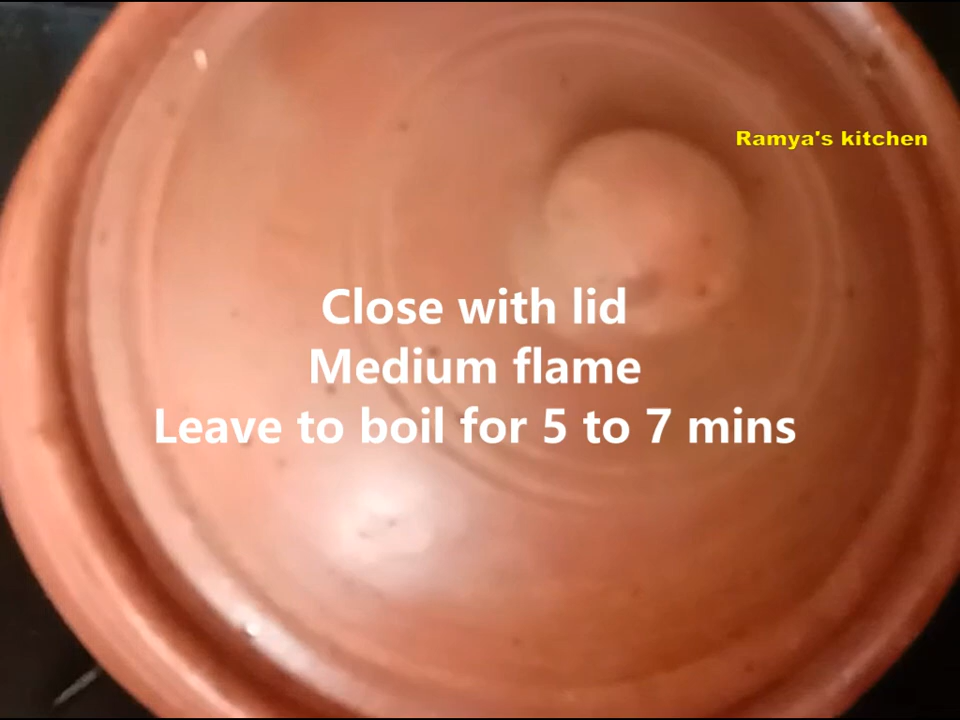 Ramya's kitchen
Close with lid
Medium flame
Leave to boil for 5 to 7 mins